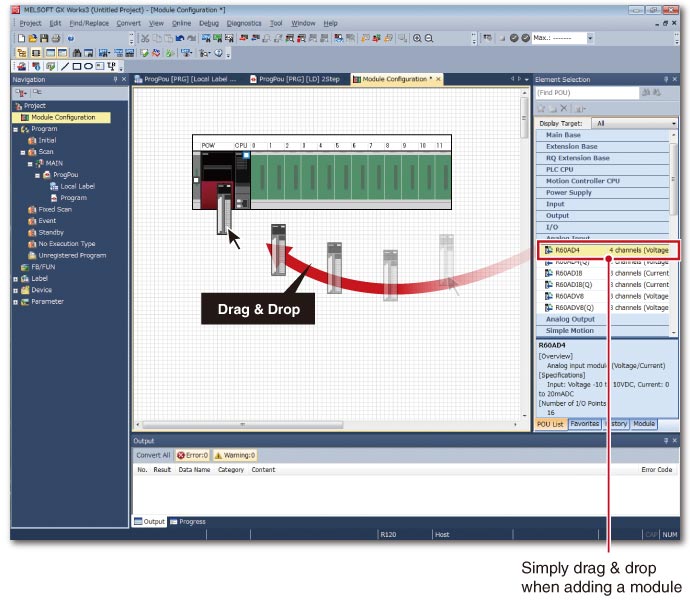 MELSOFT GX Works3 (Untitled Project) - [Module Configuration *]
Project Edit Find/Replace Convert View Online Debug Diagnostics Tool Window Help
Max.: -------
Navigation
ProgPou [PRG] [Local Label ...
ProgPou [PRG] [LD] 2Step
Module Configuration *
Element Selection
Project
Module Configuration
Program
Initial
Scan
MAIN
ProgPou
Local Label
Program
Fixed Scan
Event
Standby
No Execution Type
Unregistered Program
FB/FUN
Label
Device
Parameter
POW CPU 0 1 2 3 4 5 6 7 8 9 10 11
Drag & Drop
(Find POU)
Display Target: All
Main Base
Extension Base
RQ Extension Base
PLC CPU
Motion Controller CPU
Power Supply
Input
Output
I/O
Analog Input
R60AD4 4 channels (Voltage
R60AD4(Q) channels (Voltage
R60ADI8 channels (Current
R60ADI8(Q) channels (Current
R60ADV8 channels (Voltage
R60ADV8(Q) channels (Voltage
Analog Output
Simple Motion
R60AD4
[Overview]
Analog input module (Voltage/Current)
[Specifications]
Input: Voltage -10 to 10VDC, Current: 0
to 20mADC
[Number of I/O Points]
16
POU List Favorites History Module
Output
Convert All Error:0 Warning:0
No. Result Data Name Category Content Error Code
Output Progress
R120 Host CAP NUM
Simply drag & drop
when adding a module